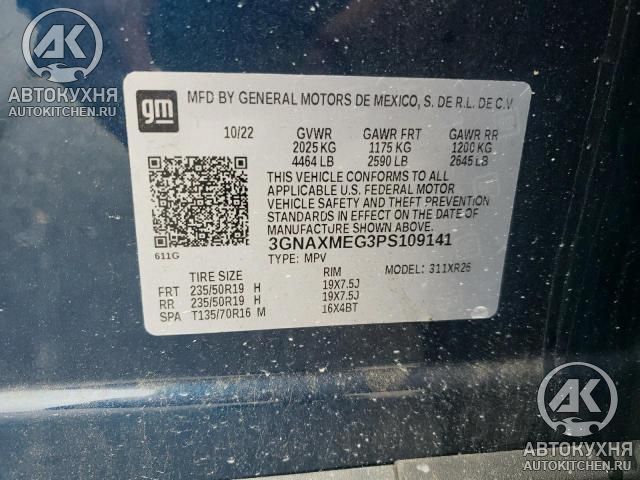 AK
АВТОКУХНЯ
AUTOKITCHEN.RU
gm
MFD BY GENERAL MOTORS DE MEXICO, S. DE R.L. DE C.V.
10/22 GVWR GAWR FRT GAWR RR
2025 KG 1175 KG 1200 KG
4464 LB 2590 LB 2645 LB
THIS VEHICLE CONFORMS TO ALL
APPLICABLE U.S. FEDERAL MOTOR
VEHICLE SAFETY AND THEFT PREVENTION
STANDARDS IN EFFECT ON THE DATE OF
MANUFACTURE SHOWN ABOVE.
3GNAXMEG3PS109141
611G
TYPE: MPV MODEL: 311XR26
TIRE SIZE RIM
FRT 235/50R19 H 19X7.5J
RR 235/50R19 H 19X7.5J
SPA T135/70R16 M 16X4BT
AK
АВТОКУХНЯ
AUTOKITCHEN.RU